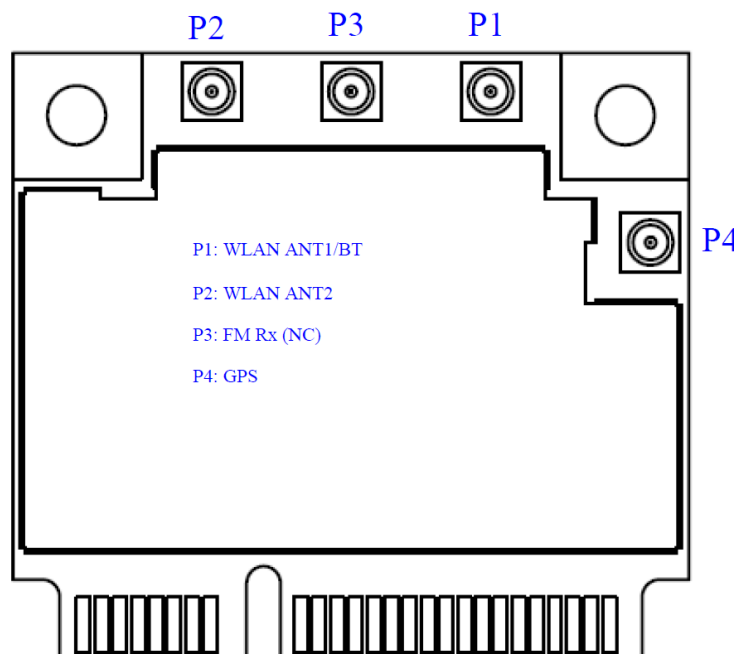 P2 P3 P1
P4
P1: WLAN ANT1/BT
P2: WLAN ANT2
P3: FM Rx (NC)
P4: GPS